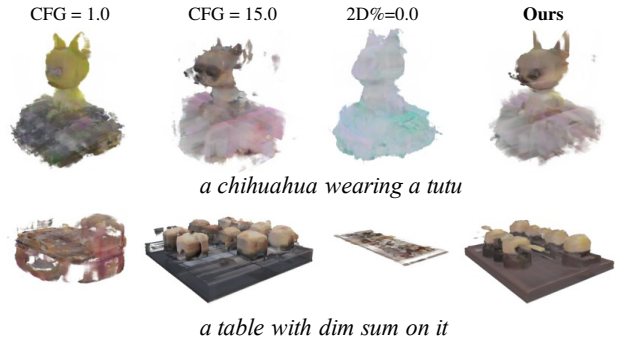 CFG = 1.0 CFG = 15.0 2D%=0.0 Ours
a chihuahua wearing a tutu
a table with dim sum on it